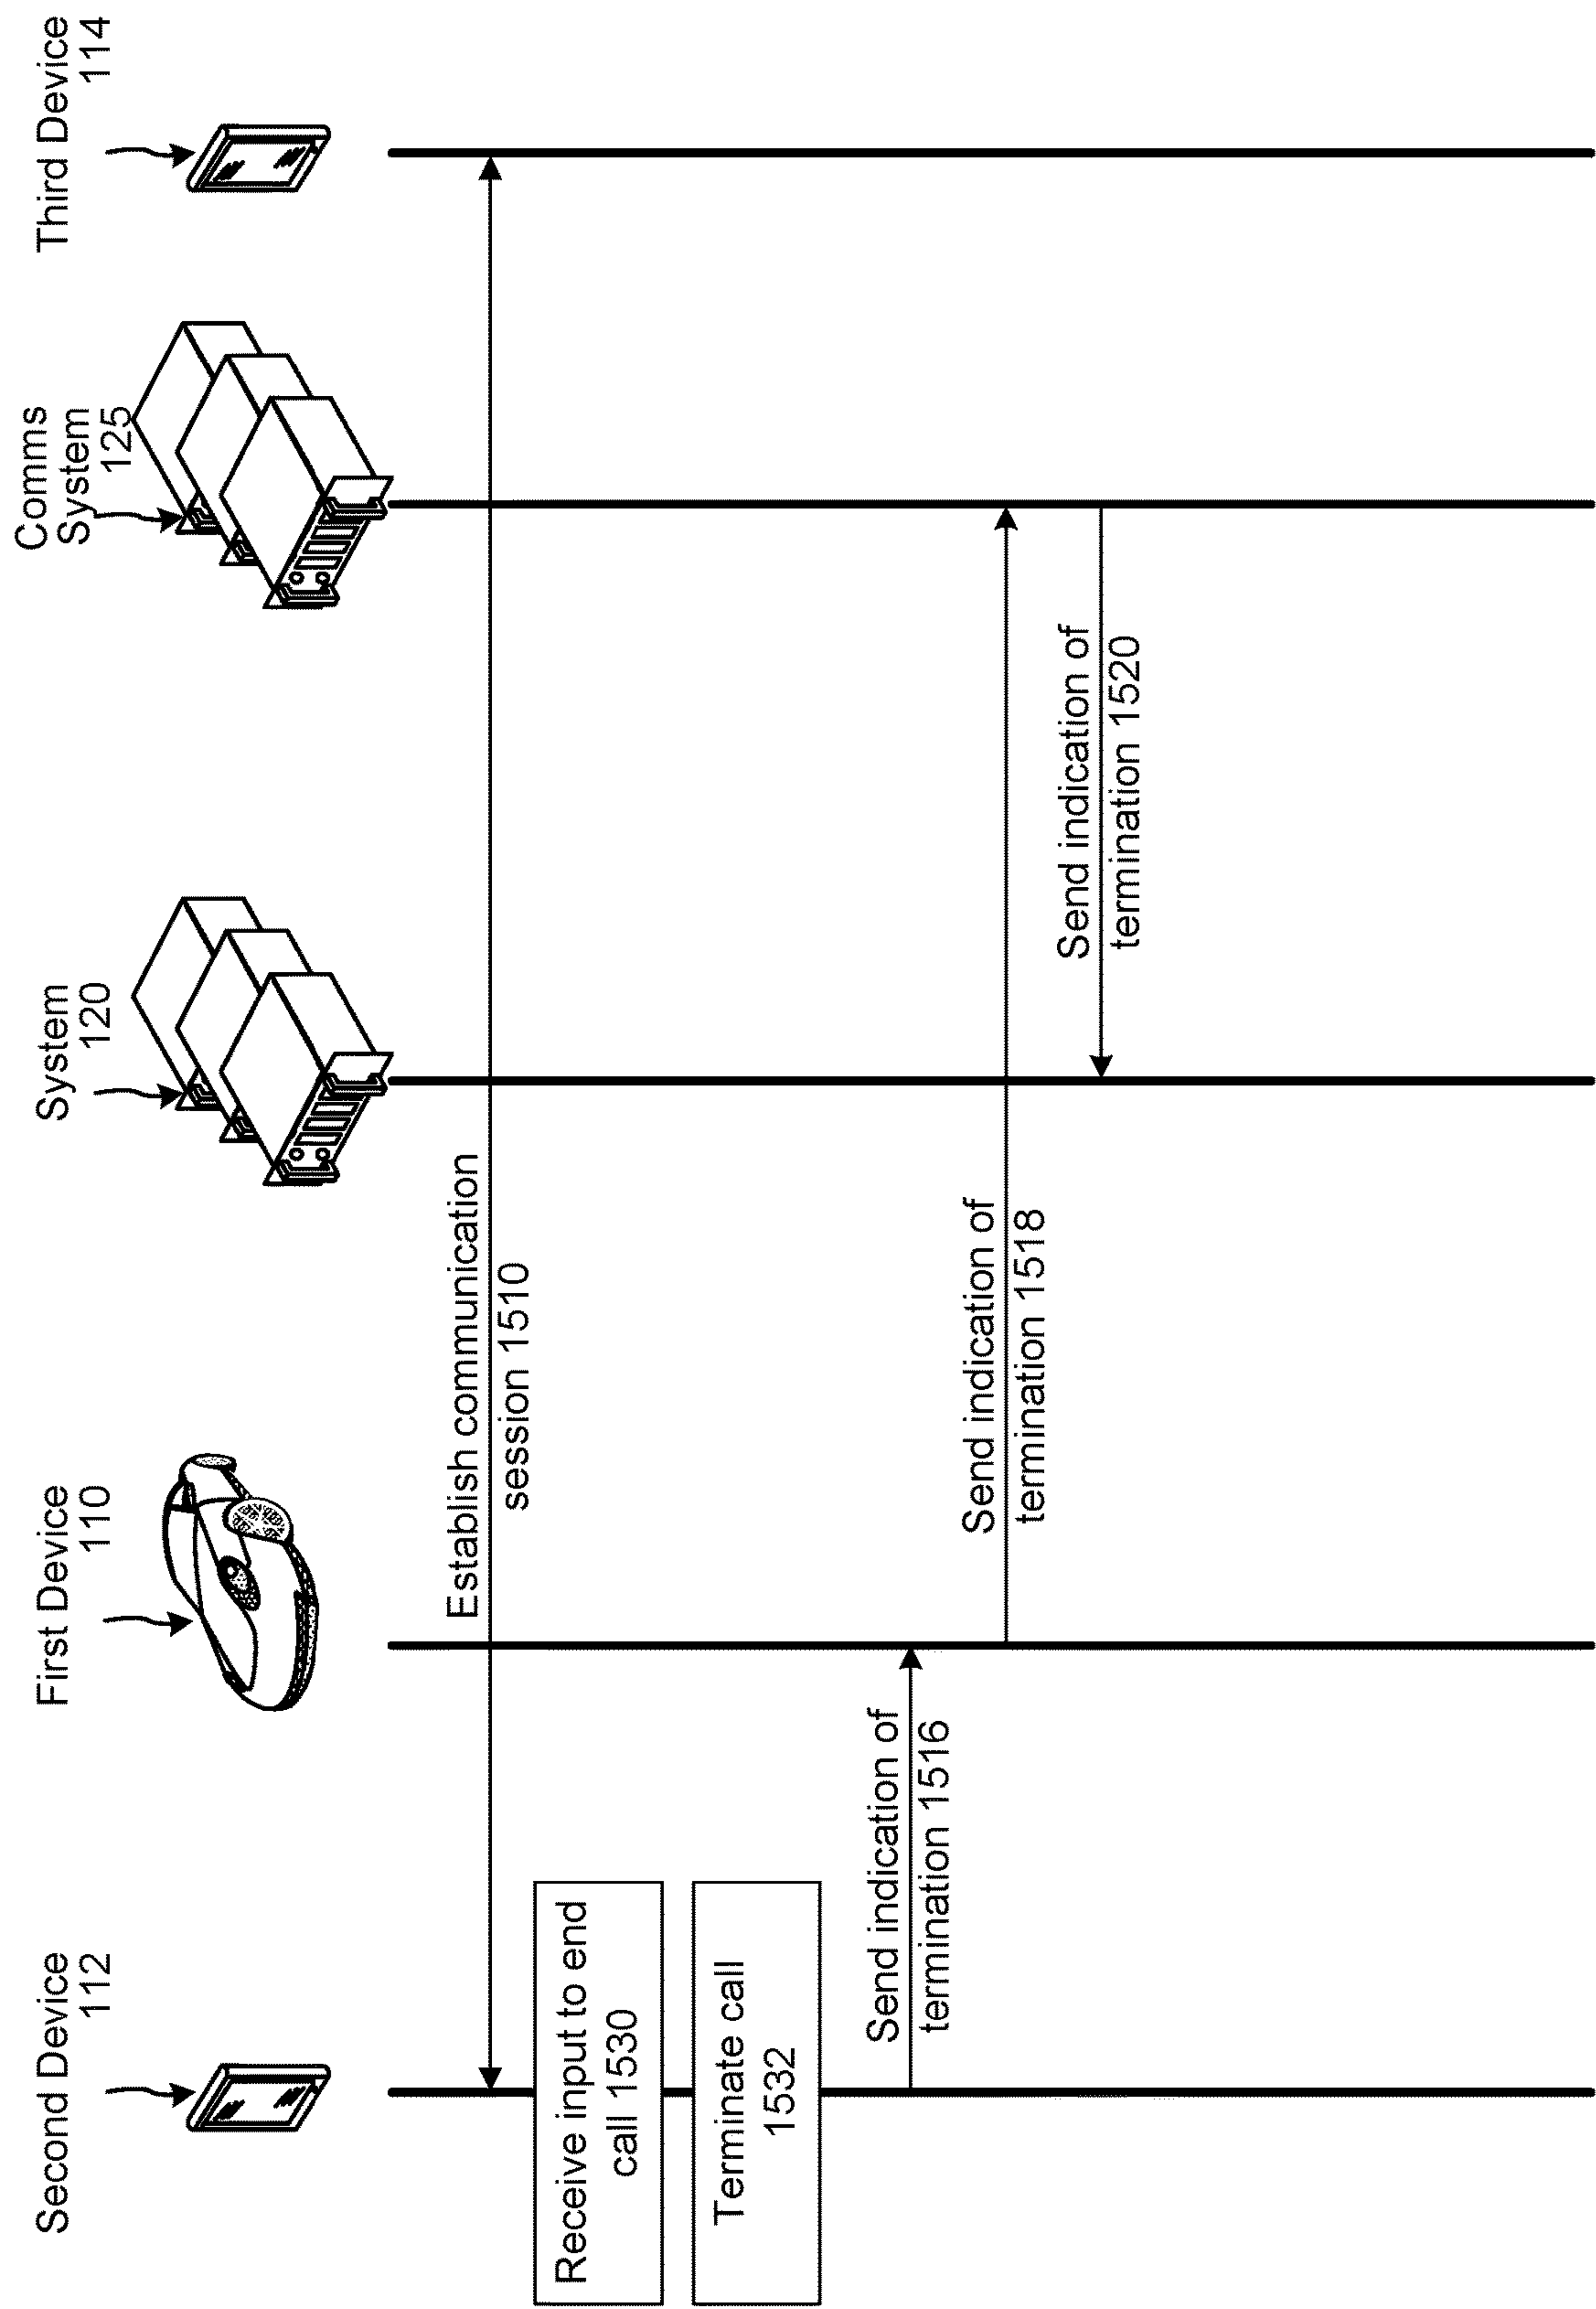 Second Device
112
First Device
110
System
120
Comms
System
125
Third Device
114
Establish communication
session 1510
Receive input to end
call 1530
Terminate call
1532
Send indication of
termination 1516
Send indication of
termination 1518
Send indication of
termination 1520